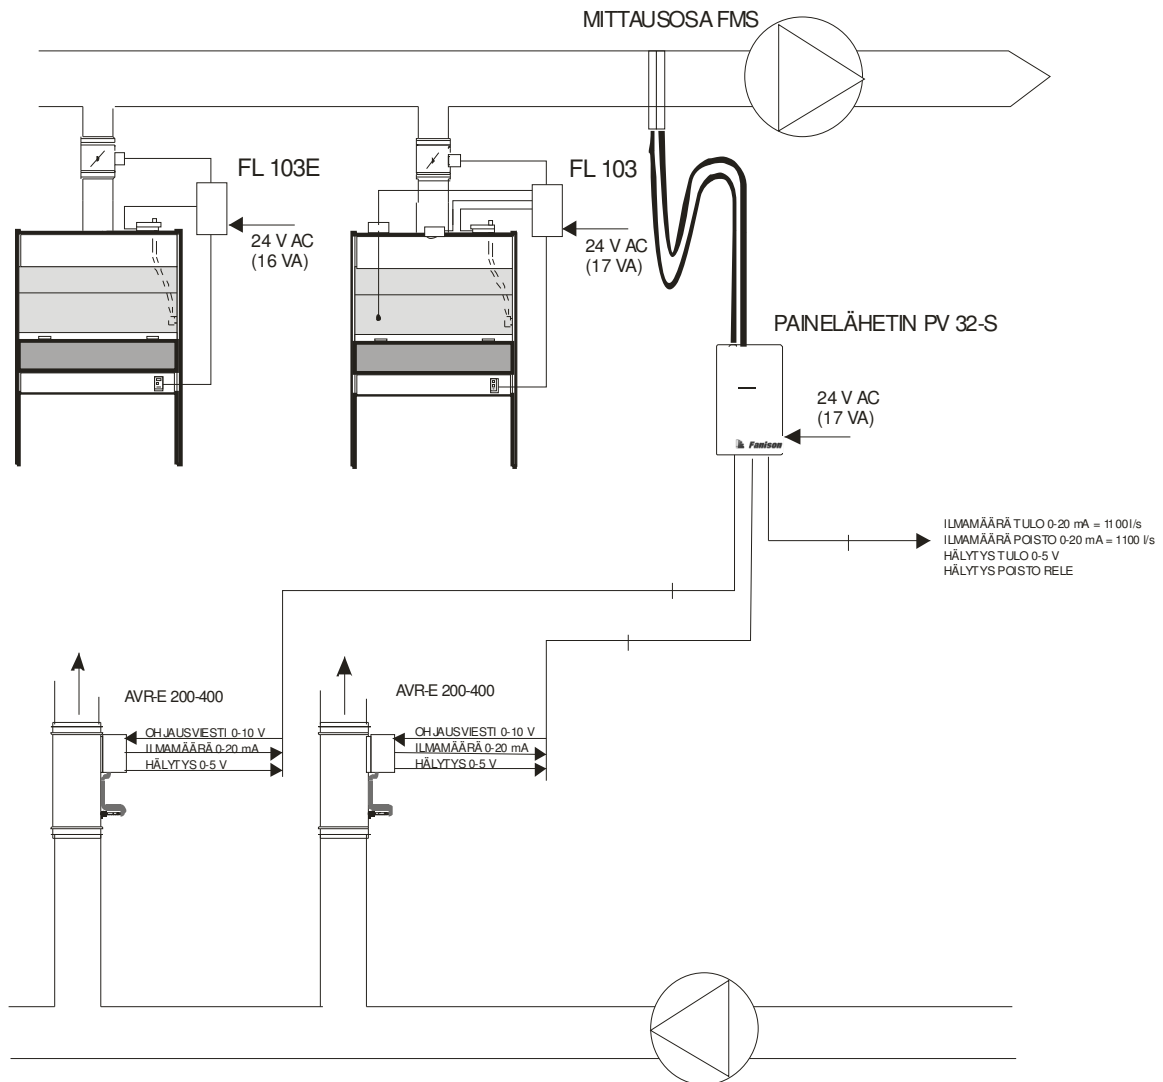 MITTAUSOSA FMS
FL 103E
FL 103
24 V AC
(16 VA)
24 V AC
(17 VA)
PAINELÄHETIN PV 32-S
24 V AC
(17 VA)
Fanison
ILMAMÄÄRÄ TULO 0-20 mA = 1100 l/s
ILMAMÄÄRÄ POISTO 0-20 mA = 1100 l/s
HÄLYTYS TULO 0-5 V
HÄLYTYS POISTO RELE
AVR-E 200-400
OHJAUSVIESTI 0-10 V
ILMAMÄÄRÄ 0-20 mA
HÄLYTYS 0-5 V
AVR-E 200-400
OHJAUSVIESTI 0-10 V
ILMAMÄÄRÄ 0-20 mA
HÄLYTYS 0-5 V